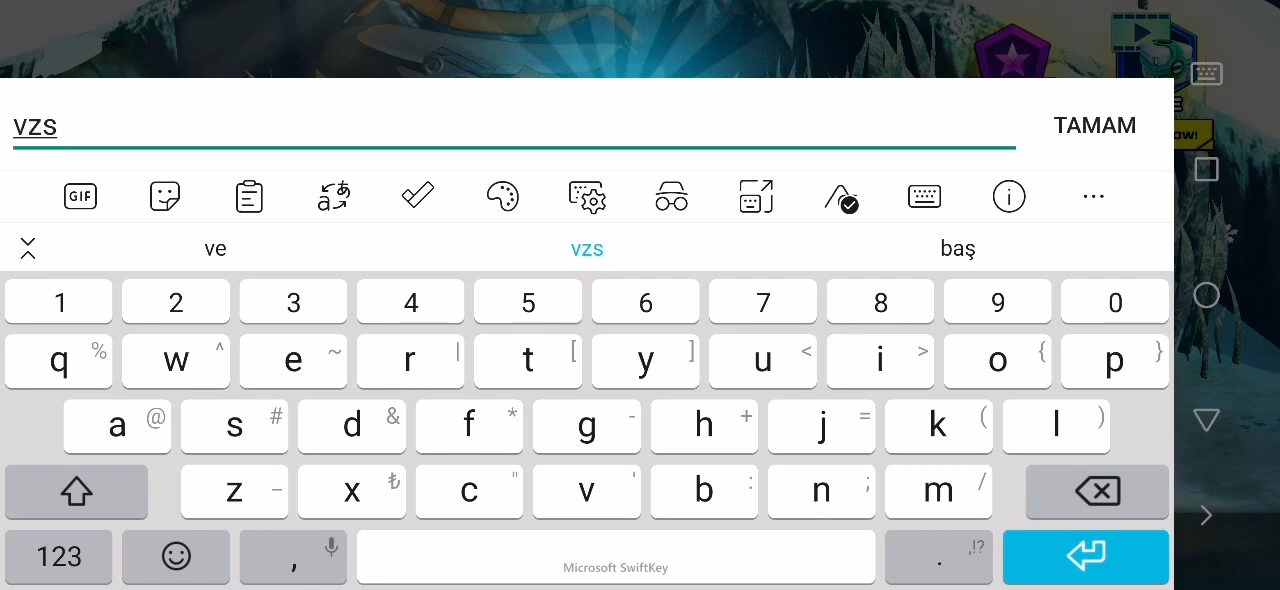 OW!
VZS
TAMAM
GIF
ve vzs baş
1 2 3 4 5 6 7 8 9 0
q % w ^ e ~ r | t [ y ] u < i > o { p }
a @ s # d & f * g - h + j = k ( l )
z _ x ₺ c " v ' b : n ; m /
123 , Microsoft SwiftKey . ,!?